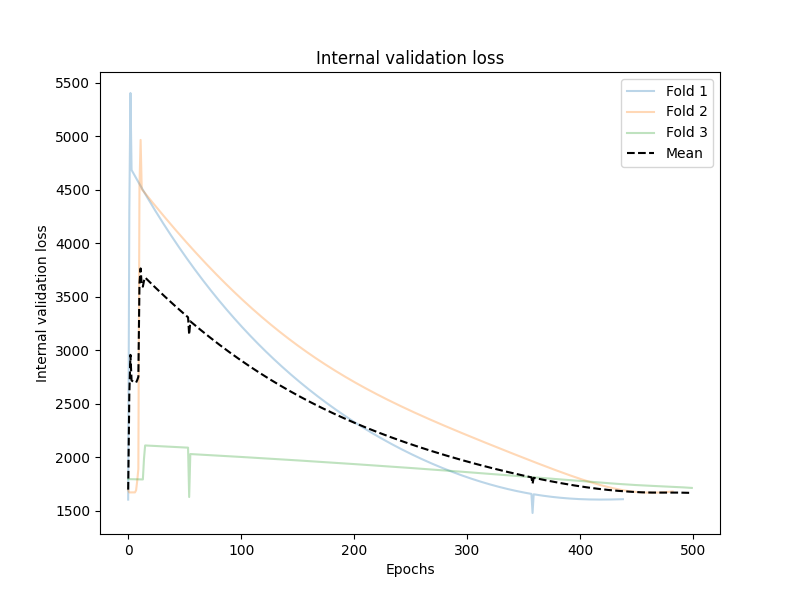 Internal validation loss
Internal validation loss
5500
5000
4500
4000
3500
3000
2500
2000
1500
Fold 1
Fold 2
Fold 3
Mean
0
100
200
300
400
500
Epochs